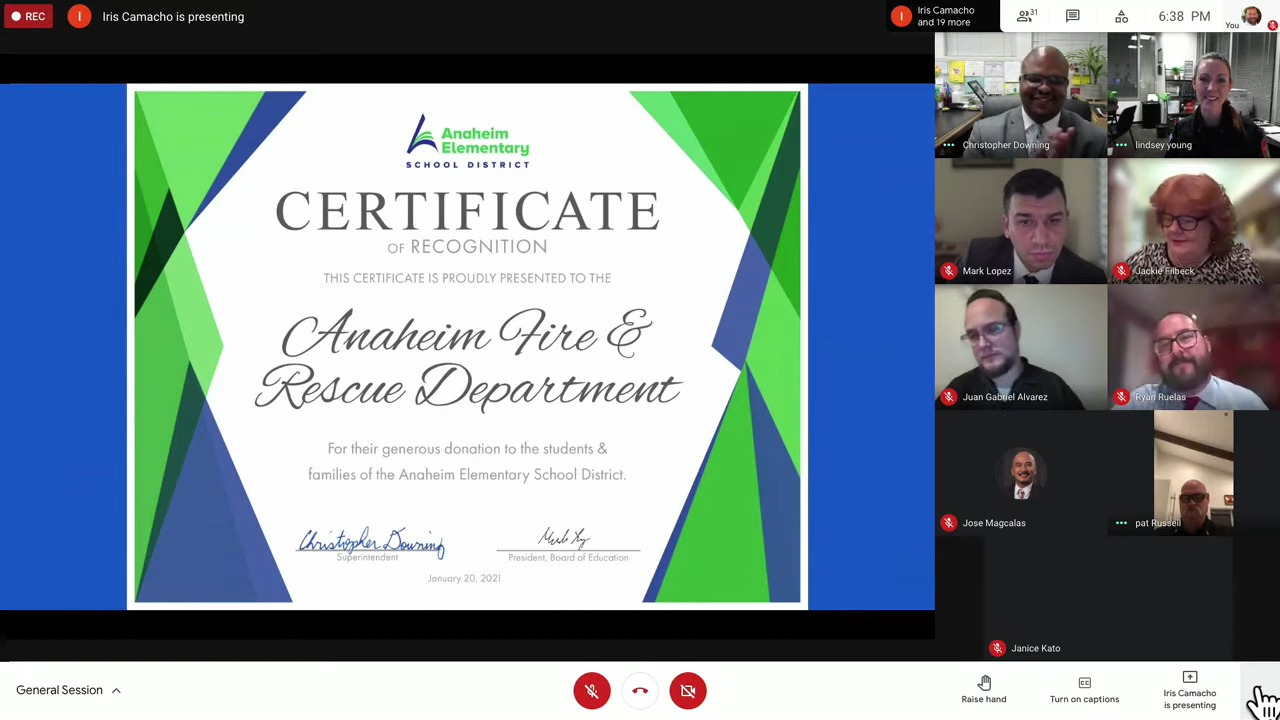 REC
I
Iris Camacho is presenting
I
Iris Camacho
and 19 more
31
6:38 PM
You
Anaheim
Elementary
SCHOOL DISTRICT
CERTIFICATE
OF RECOGNITION
THIS CERTIFICATE IS PROUDLY PRESENTED TO THE
Anaheim Fire &
Rescue Department
For their generous donation to the students &
families of the Anaheim Elementary School District.
Christopher Downing
Superintendent
President, Board of Education
January 20, 2021
Christopher Downing
lindsey young
Mark Lopez
Jackie Filbeck
Juan Gabriel Alvarez
Ryan Ruelas
Jose Magcalas
pat Russell
Janice Kato
General Session
Raise hand
Turn on captions
Iris Camacho
is presenting